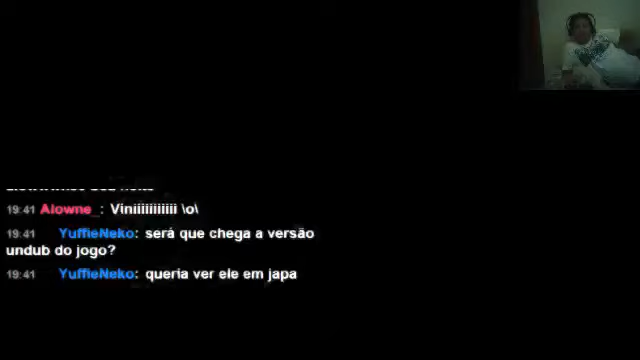 19:41 Alowne_: Viniiiiiiiiiii \o\
19:41 YuffieNeko: será que chega a versão
undub do jogo?
19:41 YuffieNeko: queria ver ele em japa